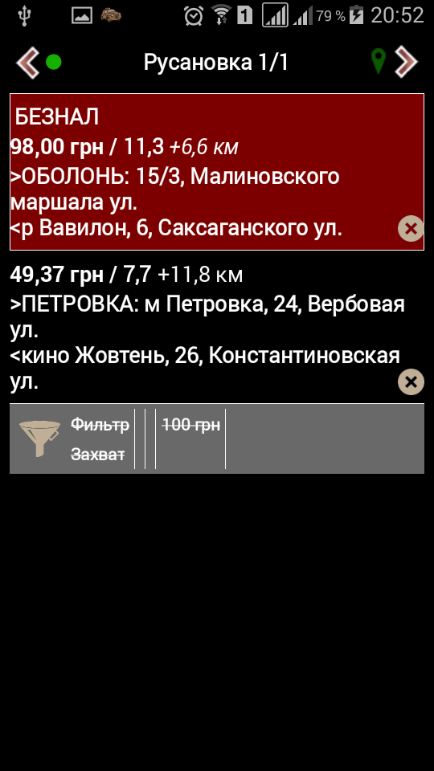 79 % 20:52
1
Русановка 1/1
БЕЗНАЛ
98,00 грн / 11,3 +6,6 км
>ОБОЛОНЬ: 15/3, Малиновского
маршала ул.
<р Вавилон, 6, Саксаганского ул.
49,37 грн / 7,7 +11,8 км
>ПЕТРОВКА: м Петровка, 24, Вербовая
ул.
<кино Жовтень, 26, Константиновская
ул.
Фильтр 100 грн
Захват